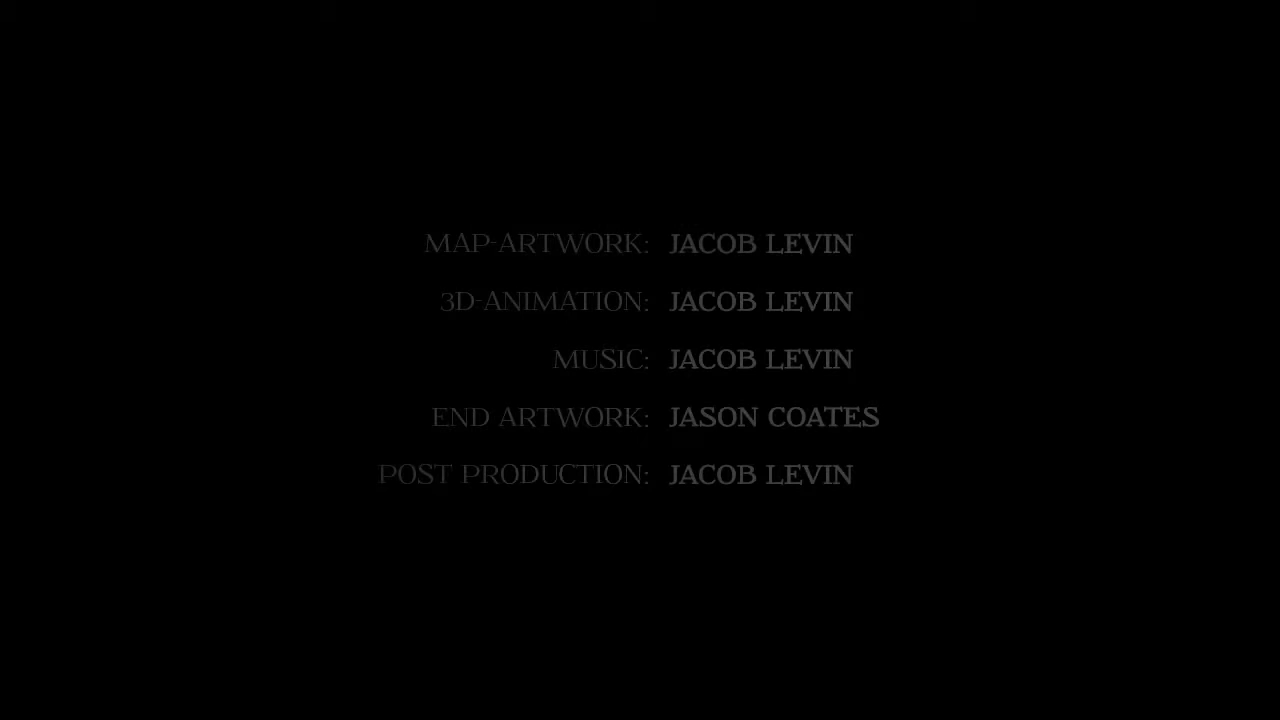 MAP-ARTWORK: JACOB LEVIN
3D-ANIMATION: JACOB LEVIN
MUSIC: JACOB LEVIN
END ARTWORK: JASON COATES
POST PRODUCTION: JACOB LEVIN